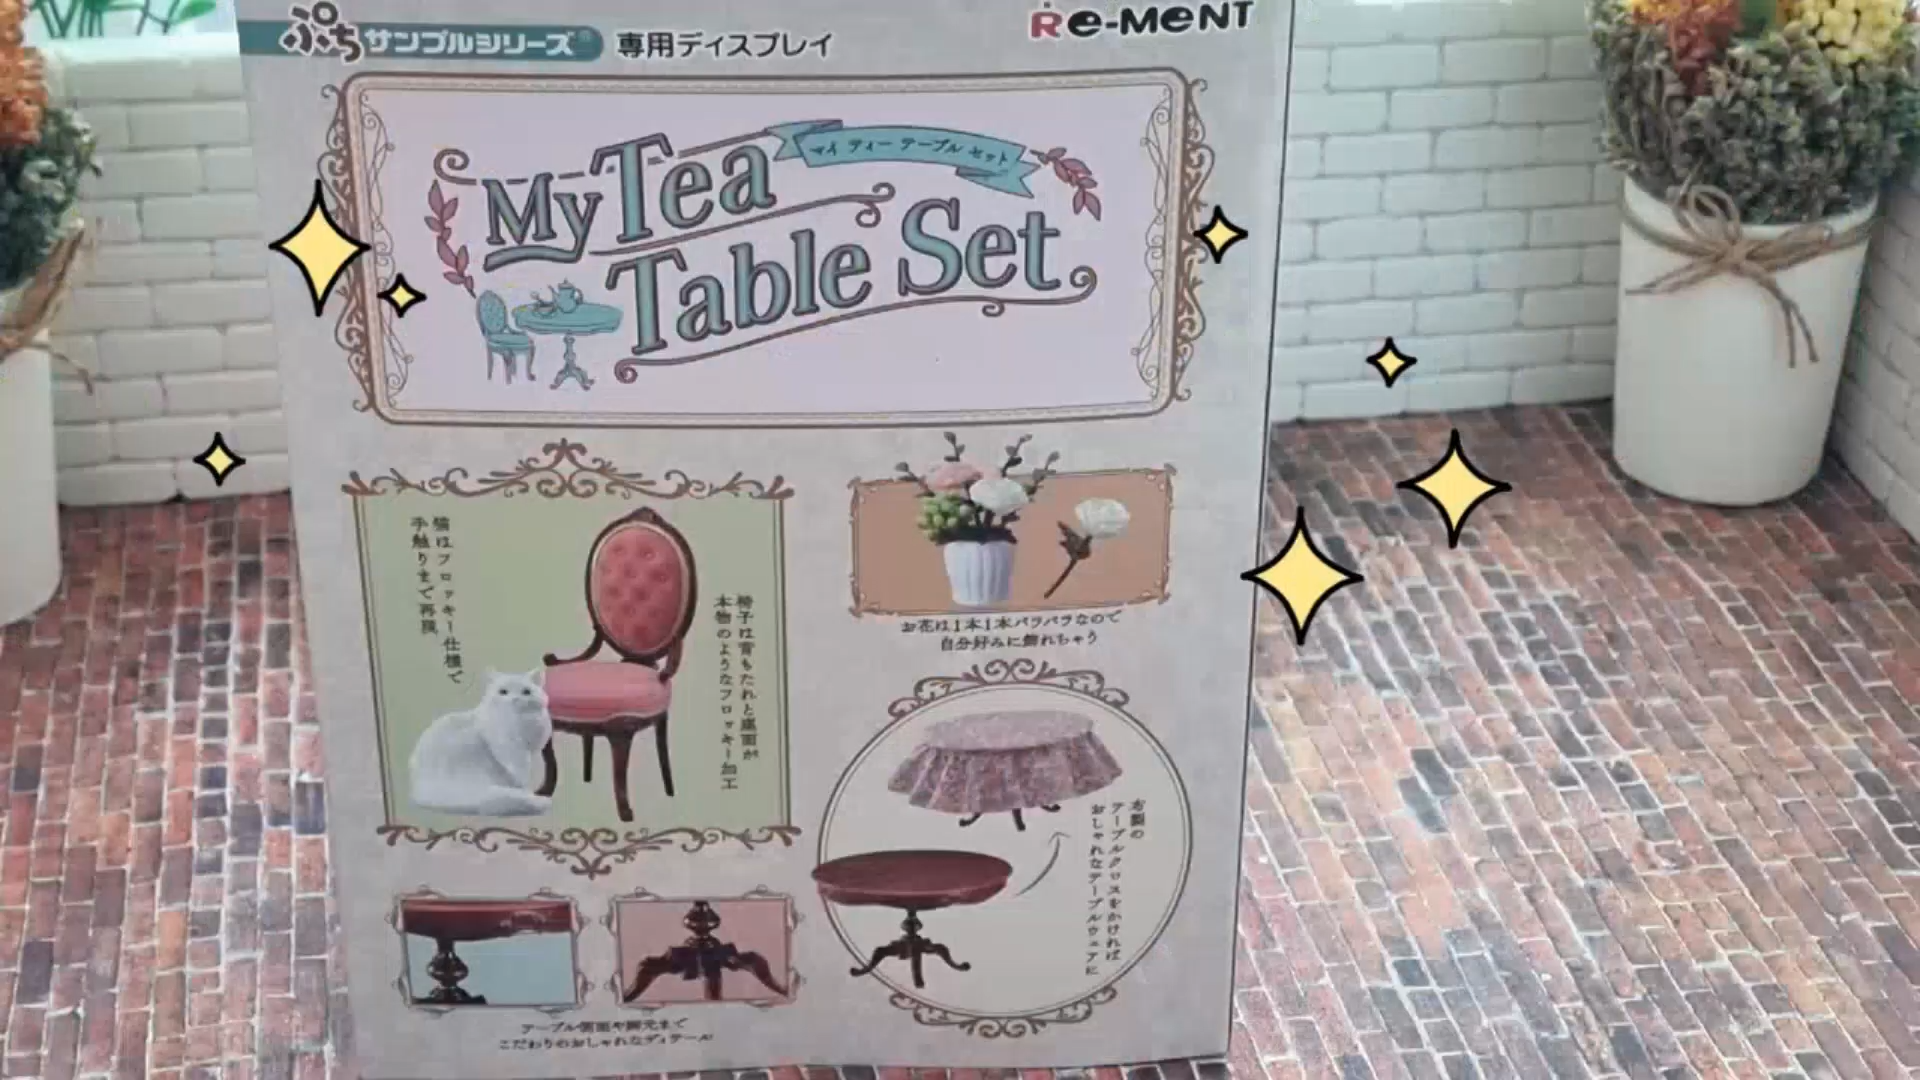 ぷちサンプルシリーズ® 専用ディスプレイ
Re-MeNT
My Tea
マイ ティー テーブル セット
Table Set
猫はフロッキー仕様で
手触りまで再現
椅子は背もたれと座面が
本物のようなフロッキー加工
お花は1本1本バラバラなので
自分好みに飾れちゃう
布製の
テーブルクロスをかければ
おしゃれなテーブルウェアに
テーブル側面や脚元まで
こだわりのおしゃれなディテール